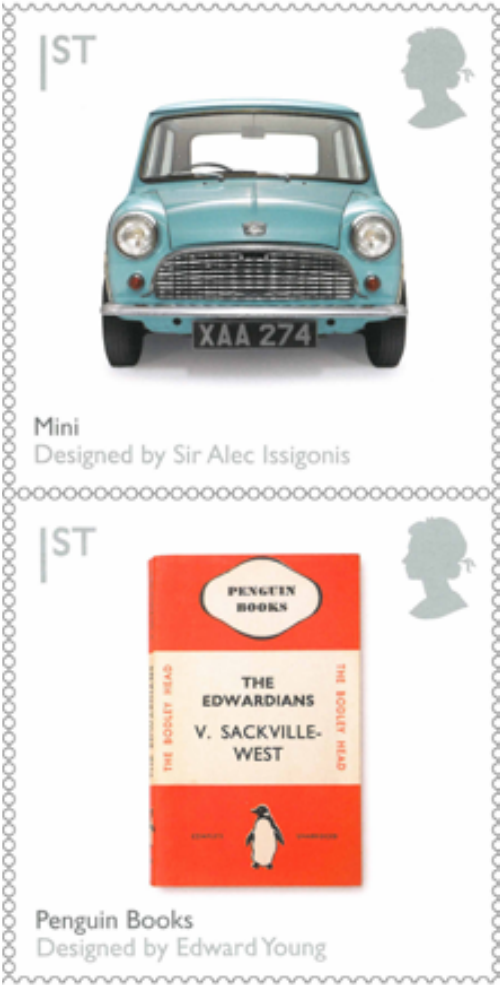 1ST
XAA 274
Mini
Designed by Sir Alec Issigonis
1ST
PENGUIN
BOOKS
THE
EDWARDIANS
V. SACKVILLE-
WEST
THE BODLEY HEAD
THE BODLEY HEAD
Penguin Books
Designed by Edward Young